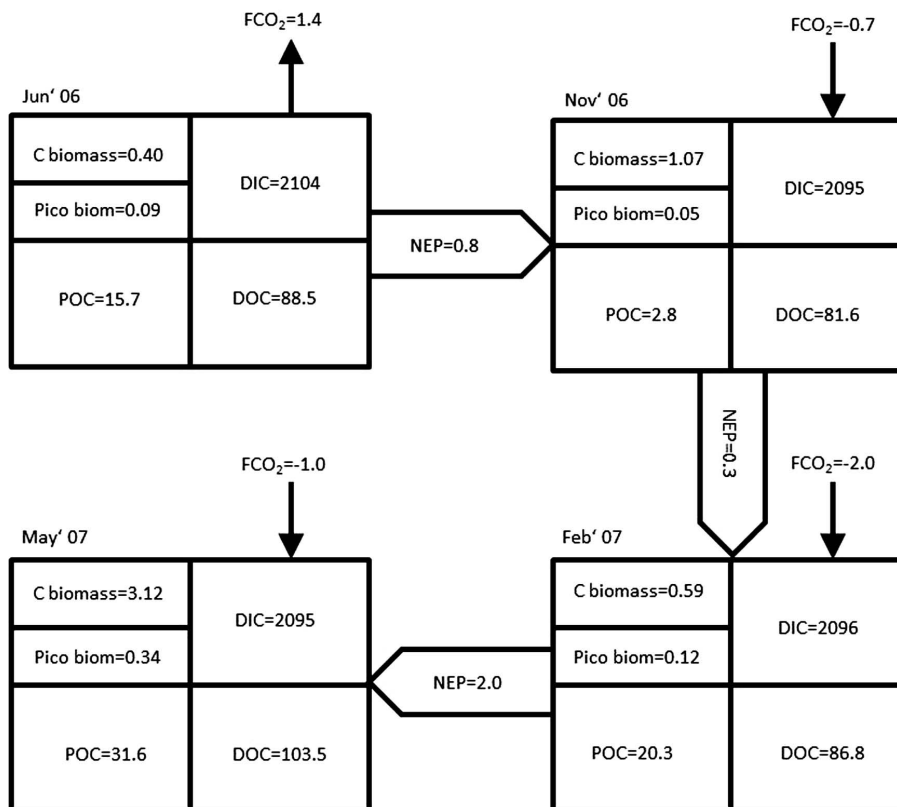 FCO₂=1.4
Jun‘ 06
C biomass=0.40
DIC=2104
Pico biom=0.09
POC=15.7
DOC=88.5
NEP=0.8
FCO₂=-0.7
Nov‘ 06
C biomass=1.07
DIC=2095
Pico biom=0.05
POC=2.8
DOC=81.6
NEP=0.3
FCO₂=-2.0
Feb‘ 07
C biomass=0.59
DIC=2096
Pico biom=0.12
POC=20.3
DOC=86.8
NEP=2.0
FCO₂=-1.0
May‘ 07
C biomass=3.12
DIC=2095
Pico biom=0.34
POC=31.6
DOC=103.5